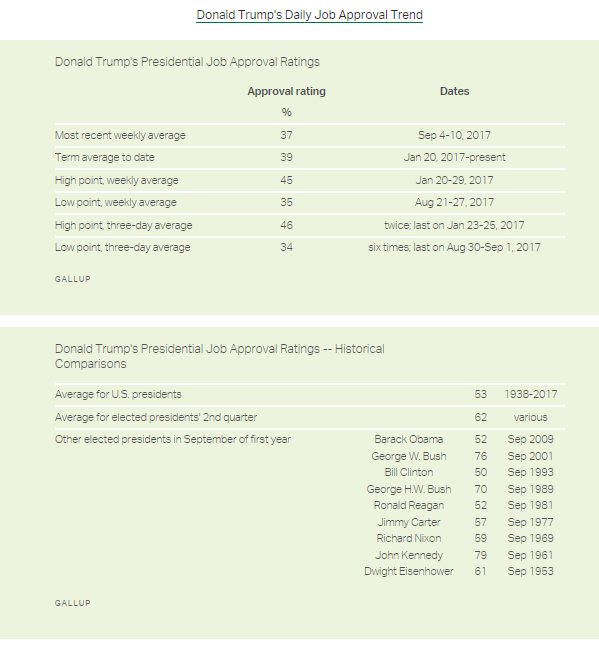 Donald Trump's Daily Job Approval Trend
Donald Trump's Presidential Job Approval Ratings
Approval rating Dates
%
Most recent weekly average 37 Sep 4-10, 2017
Term average to date 39 Jan 20, 2017-present
High point, weekly average 45 Jan 20-29, 2017
Low point, weekly average 35 Aug 21-27, 2017
High point, three-day average 46 twice; last on Jan 23-25, 2017
Low point, three-day average 34 six times; last on Aug 30-Sep 1, 2017
GALLUP
Donald Trump's Presidential Job Approval Ratings -- Historical
Comparisons
Average for U.S. presidents 53 1938-2017
Average for elected presidents' 2nd quarter 62 various
Other elected presidents in September of first year Barack Obama 52 Sep 2009
George W. Bush 76 Sep 2001
Bill Clinton 50 Sep 1993
George H.W. Bush 70 Sep 1989
Ronald Reagan 52 Sep 1981
Jimmy Carter 57 Sep 1977
Richard Nixon 59 Sep 1969
John Kennedy 79 Sep 1961
Dwight Eisenhower 61 Sep 1953
GALLUP